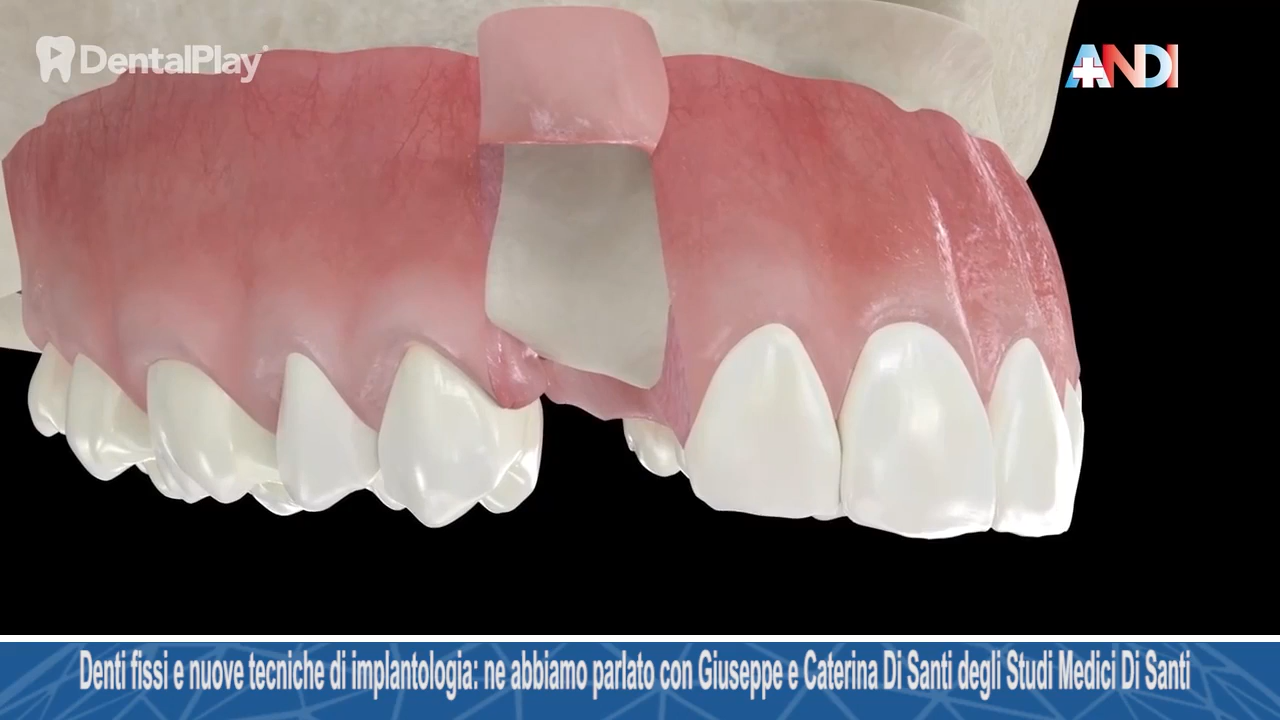 DentalPlay
ANDI
Denti fissi e nuove tecniche di implantologia: ne abbiamo parlato con Giuseppe e Caterina Di Santi degli Studi Medici Di Santi